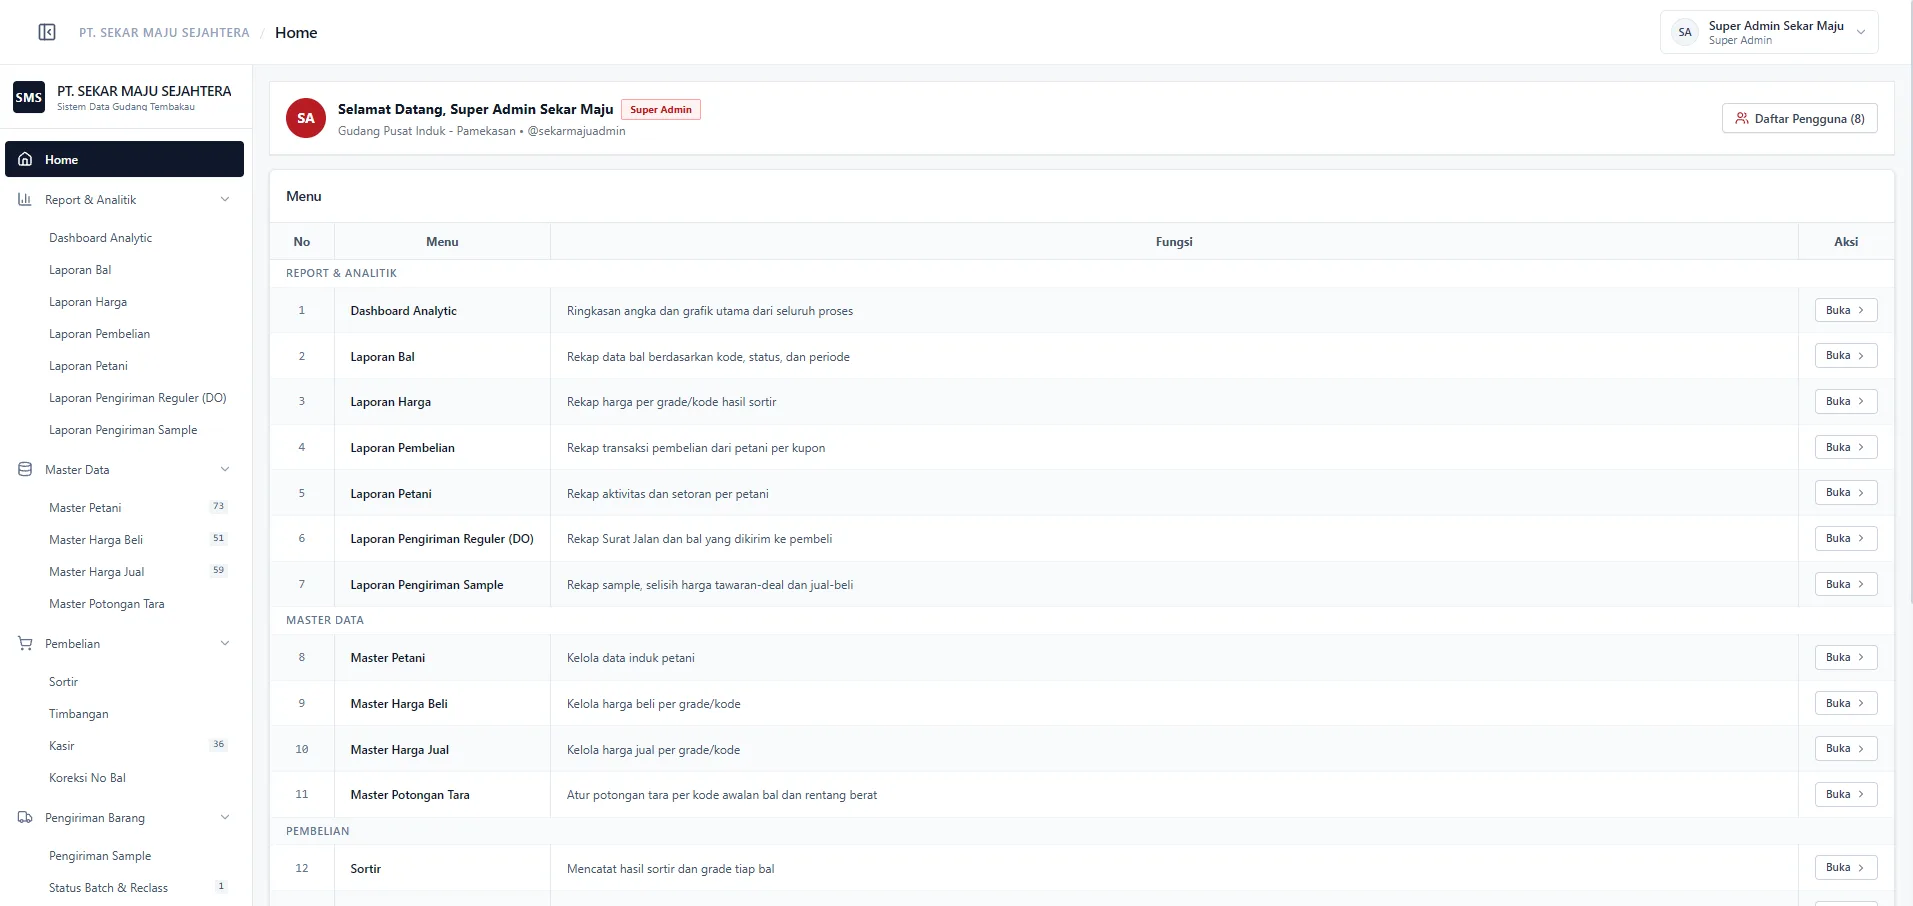 PT. SEKAR MAJU SEJAHTERA / Home
SA
Super Admin Sekar Maju
Super Admin
SMS
PT. SEKAR MAJU SEJAHTERA
Sistem Data Gudang Tembakau
Home
Report & Analitik
Dashboard Analytic
Laporan Bal
Laporan Harga
Laporan Pembelian
Laporan Petani
Laporan Pengiriman Reguler (DO)
Laporan Pengiriman Sample
Master Data
Master Petani 73
Master Harga Beli 51
Master Harga Jual 59
Master Potongan Tara
Pembelian
Sortir
Timbangan
Kasir 36
Koreksi No Bal
Pengiriman Barang
Pengiriman Sample
Status Batch & Reclass 1
SA
Selamat Datang, Super Admin Sekar Maju Super Admin
Gudang Pusat Induk - Pamekasan • @sekarmajuadmin
Daftar Pengguna (8)
Menu
No Menu Fungsi Aksi
REPORT & ANALITIK
1 Dashboard Analytic Ringkasan angka dan grafik utama dari seluruh proses Buka
2 Laporan Bal Rekap data bal berdasarkan kode, status, dan periode Buka
3 Laporan Harga Rekap harga per grade/kode hasil sortir Buka
4 Laporan Pembelian Rekap transaksi pembelian dari petani per kupon Buka
5 Laporan Petani Rekap aktivitas dan setoran per petani Buka
6 Laporan Pengiriman Reguler (DO) Rekap Surat Jalan dan bal yang dikirim ke pembeli Buka
7 Laporan Pengiriman Sample Rekap sample, selisih harga tawaran-deal dan jual-beli Buka
MASTER DATA
8 Master Petani Kelola data induk petani Buka
9 Master Harga Beli Kelola harga beli per grade/kode Buka
10 Master Harga Jual Kelola harga jual per grade/kode Buka
11 Master Potongan Tara Atur potongan tara per kode awalan bal dan rentang berat Buka
PEMBELIAN
12 Sortir Mencatat hasil sortir dan grade tiap bal Buka